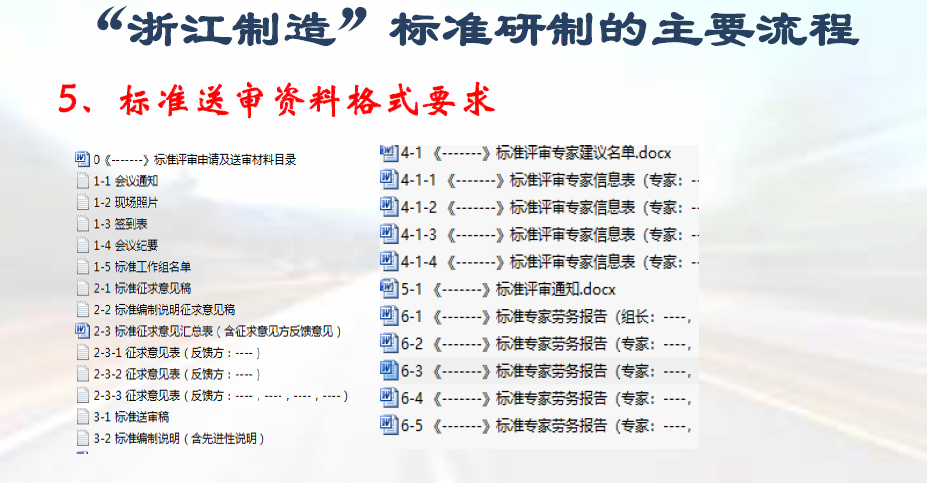 “浙江制造”标准研制的主要流程
5、标准送审资料格式要求
0《-------》标准评审申请及送审材料目录
1-1 会议通知
1-2 现场照片
1-3 签到表
1-4 会议纪要
1-5 标准工作组名单
2-1 标准征求意见稿
2-2 标准编制说明征求意见稿
2-3 标准征求意见汇总表（含征求意见方反馈意见）
2-3-1 征求意见表（反馈方：----）
2-3-2 征求意见表（反馈方：----）
2-3-3 征求意见表（反馈方：----，----，----，----）
3-1 标准送审稿
3-2 标准编制说明（含先进性说明）
4-1 《-------》标准评审专家建议名单.docx
4-1-1 《-------》标准评审专家信息表（专家：--
4-1-2 《-------》标准评审专家信息表（专家：--
4-1-3 《-------》标准评审专家信息表（专家：--
4-1-4 《-------》标准评审专家信息表（专家：--
5-1 《-------》标准评审通知.docx
6-1 《-------》标准专家劳务报告（组长：----，
6-2 《-------》标准专家劳务报告（专家：----，
6-3 《-------》标准专家劳务报告（专家：----，
6-4 《-------》标准专家劳务报告（专家：----，
6-5 《-------》标准专家劳务报告（专家：----，